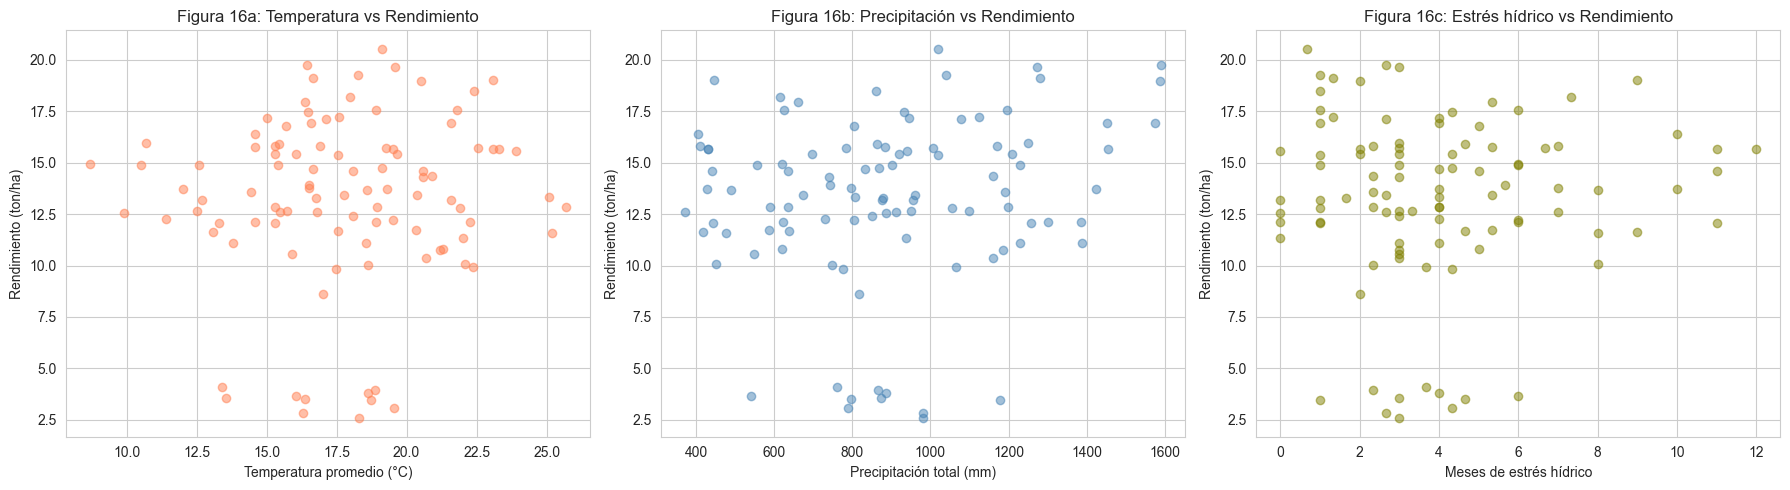 Figura 16a: Temperatura vs Rendimiento
Rendimiento (ton/ha)
20.0
17.5
15.0
12.5
10.0
7.5
5.0
2.5
10.0 12.5 15.0 17.5 20.0 22.5 25.0
Temperatura promedio (°C)
Figura 16b: Precipitación vs Rendimiento
Rendimiento (ton/ha)
20.0
17.5
15.0
12.5
10.0
7.5
5.0
2.5
400 600 800 1000 1200 1400 1600
Precipitación total (mm)
Figura 16c: Estrés hídrico vs Rendimiento
Rendimiento (ton/ha)
20.0
17.5
15.0
12.5
10.0
7.5
5.0
2.5
0 2 4 6 8 10 12
Meses de estrés hídrico